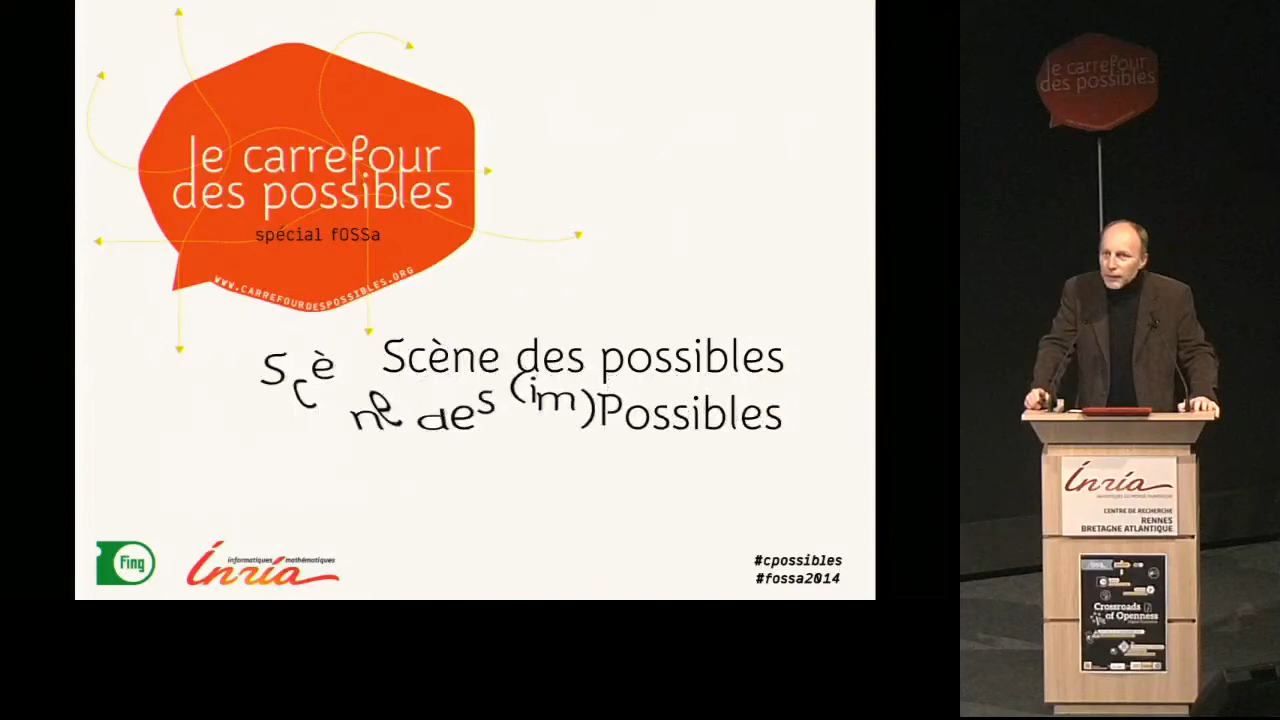 le carrefour
des possibles
spécial fOSSa
WWW.CARREFOURDESPOSSIBLES.ORG
Scène des possibles
Scène des (im)Possibles
Fing
informatiques mathématiques
Inria
#cpossibles
#fossa2014
le carrefour
des possibles
Inria
CENTRE DE RECHERCHE
RENNES
BRETAGNE ATLANTIQUE
Crossroads
of Openness